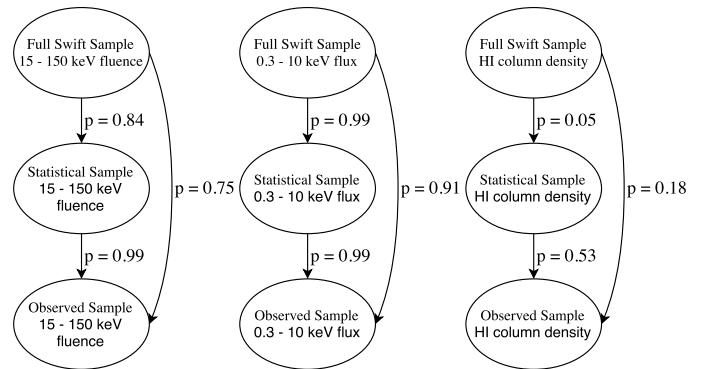 Full Swift Sample
15 - 150 keV fluence
p = 0.84
Statistical Sample
15 - 150 keV
fluence
p = 0.75
p = 0.99
Observed Sample
15 - 150 keV
fluence
Full Swift Sample
0.3 - 10 keV flux
p = 0.99
Statistical Sample
0.3 - 10 keV flux
p = 0.91
p = 0.99
Observed Sample
0.3 - 10 keV flux
Full Swift Sample
HI column density
p = 0.05
Statistical Sample
HI column density
p = 0.18
p = 0.53
Observed Sample
HI column density